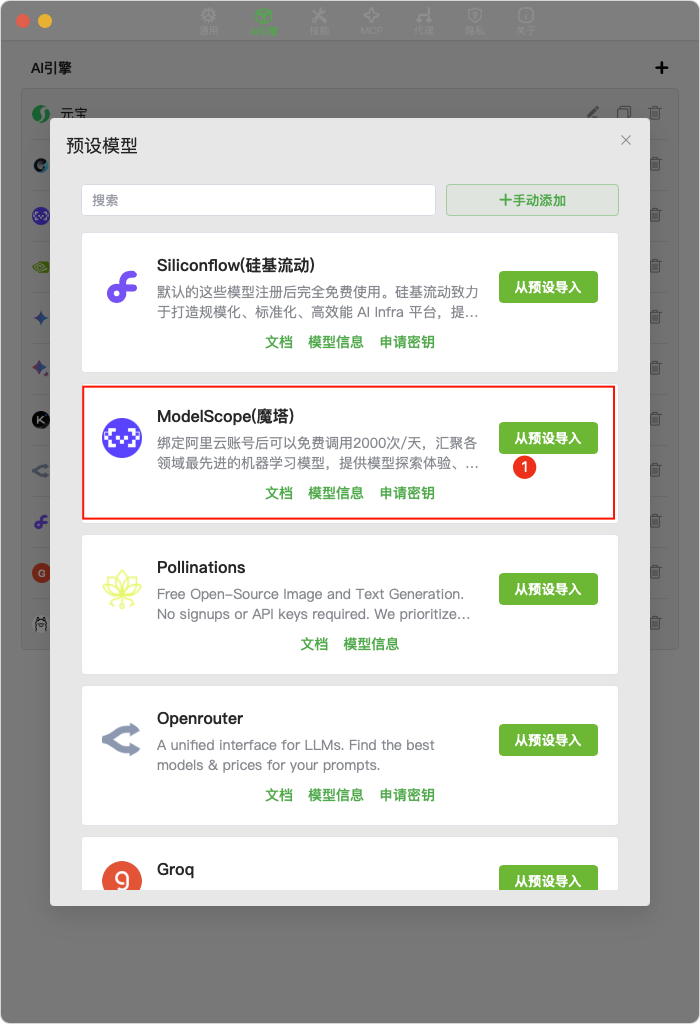 通用
技能
MCP
代理
隐私
关于
AI引擎
元宝
预设模型
搜索
手动添加
Siliconflow(硅基流动)
默认的这些模型注册后完全免费使用。硅基流动致力
于打造规模化、标准化、高效能 AI Infra 平台，提...
从预设导入
文档 模型信息 申请密钥
ModelScope(魔塔)
绑定阿里云账号后可以免费调用2000次/天，汇聚各
领域最先进的机器学习模型，提供模型探索体验、...
从预设导入
1
文档 模型信息 申请密钥
Pollinations
Free Open-Source Image and Text Generation.
No signups or API keys required. We prioritize...
从预设导入
文档 模型信息
Openrouter
A unified interface for LLMs. Find the best
models & prices for your prompts.
从预设导入
文档 模型信息 申请密钥
Groq
从预设导入